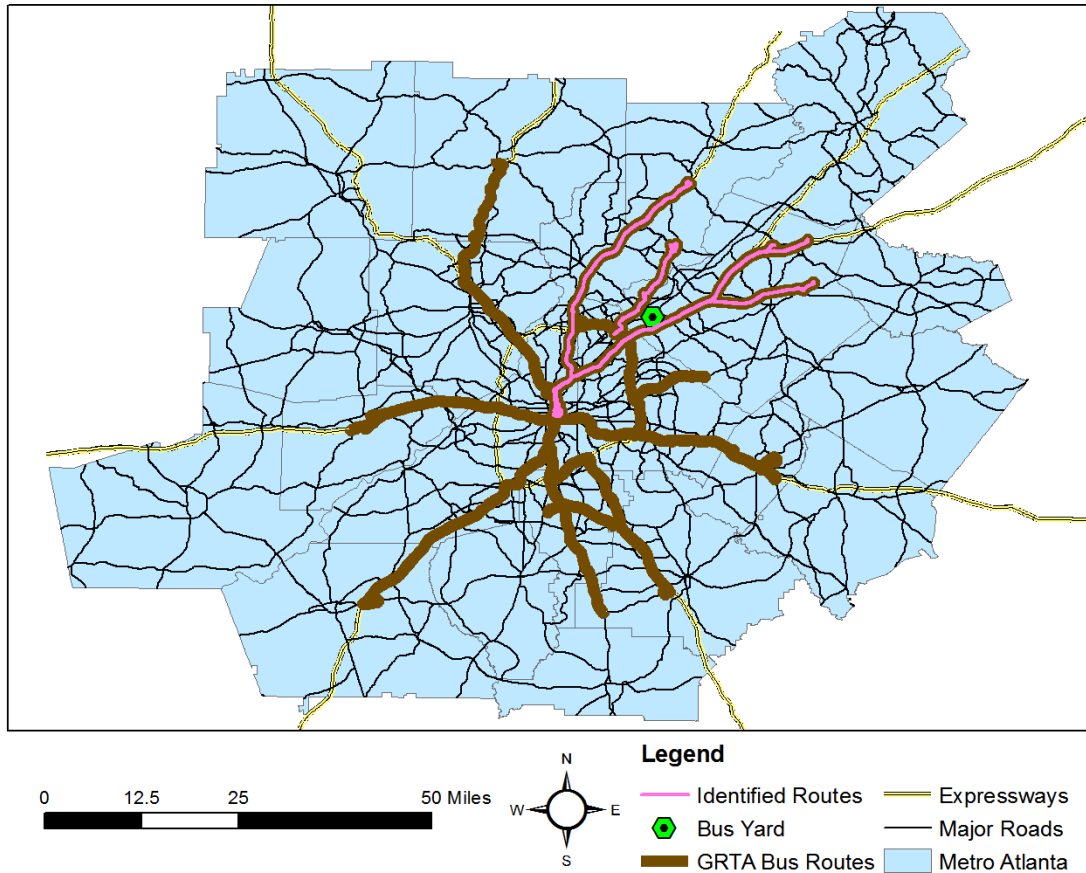 Legend
N
W E
S
0 12.5 25 50 Miles
Identified Routes
Bus Yard
GRTA Bus Routes
Expressways
Major Roads
Metro Atlanta